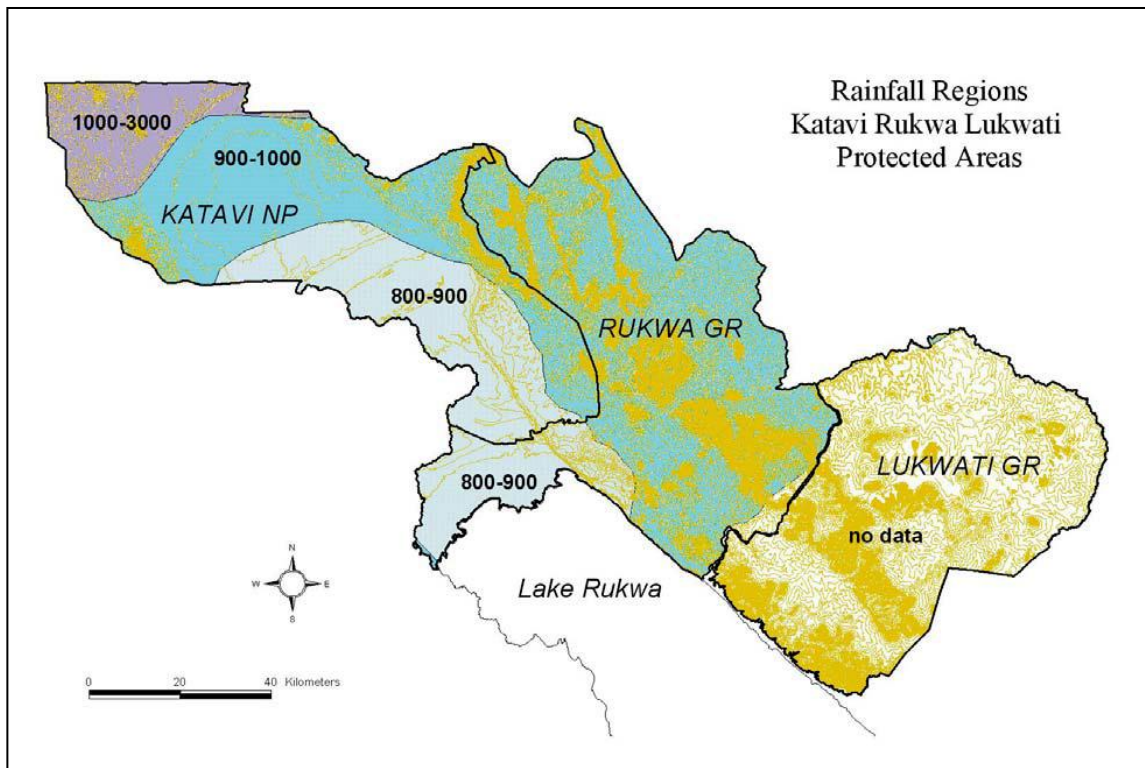 Rainfall Regions
Katavi Rukwa Lukwati
Protected Areas
1000-3000
900-1000
KATAVI NP
800-900
RUKWA GR
LUKWATI GR
800-900
no data
Lake Rukwa
N
W E
S
0 20 40 Kilometers